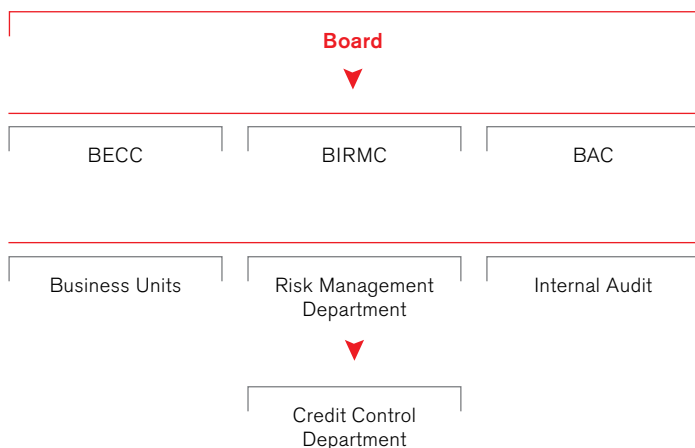 Board
BECC
BIRMC
BAC
Business Units
Risk Management
Department
Internal Audit
Credit Control
Department